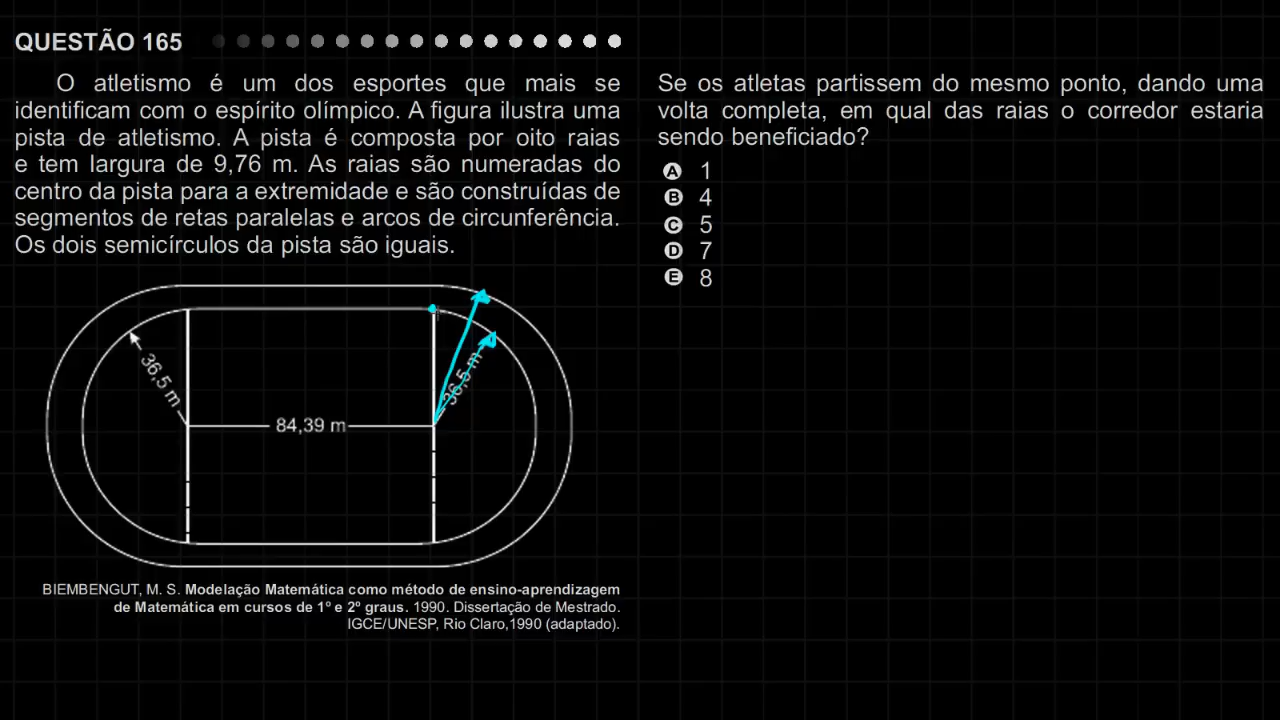 QUESTÃO 165
O atletismo é um dos esportes que mais se
identificam com o espírito olímpico. A figura ilustra uma
pista de atletismo. A pista é composta por oito raias
e tem largura de 9,76 m. As raias são numeradas do
centro da pista para a extremidade e são construídas de
segmentos de retas paralelas e arcos de circunferência.
Os dois semicírculos da pista são iguais.
36,5 m
84,39 m
36,5 m
BIEMBENGUT, M. S. Modelação Matemática como método de ensino-aprendizagem
de Matemática em cursos de 1º e 2º graus. 1990. Dissertação de Mestrado.
IGCE/UNESP, Rio Claro,1990 (adaptado).
Se os atletas partissem do mesmo ponto, dando uma
volta completa, em qual das raias o corredor estaria
sendo beneficiado?
A 1
B 4
C 5
D 7
E 8